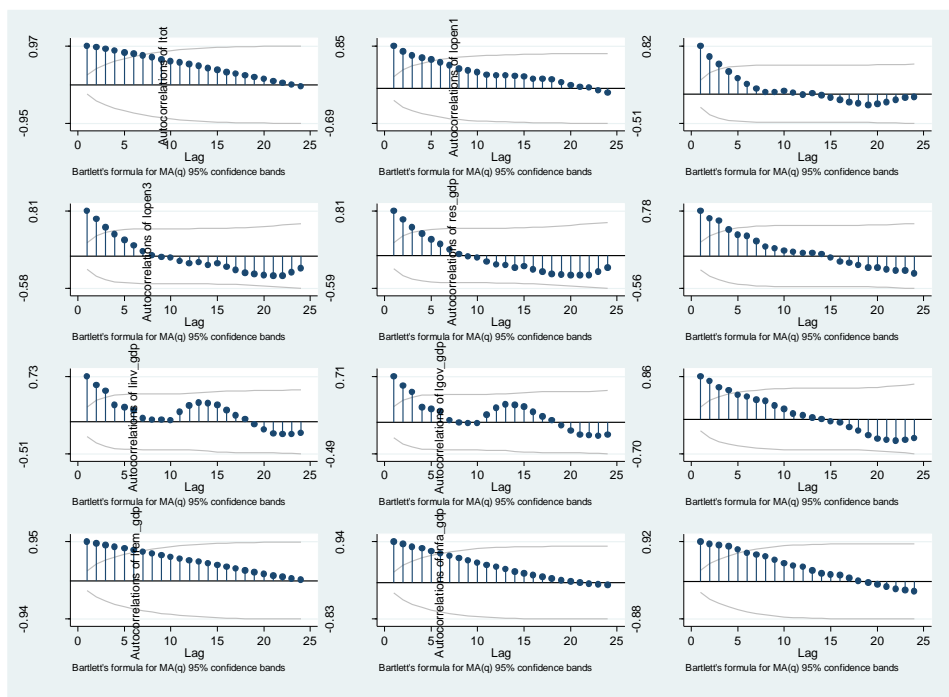 Autocorrelations of ltot
0.97
-0.95
0 5 10 15 20 25
Lag
Bartlett's formula for MA(q) 95% confidence bands
Autocorrelations of lopen1
0.85
-0.69
0 5 10 15 20 25
Lag
Bartlett's formula for MA(q) 95% confidence bands
0.82
-0.51
0 5 10 15 20 25
Lag
Bartlett's formula for MA(q) 95% confidence bands
Autocorrelations of lopen3
0.81
-0.58
0 5 10 15 20 25
Lag
Bartlett's formula for MA(q) 95% confidence bands
Autocorrelations of res_gdp
0.81
-0.59
0 5 10 15 20 25
Lag
Bartlett's formula for MA(q) 95% confidence bands
0.78
-0.56
0 5 10 15 20 25
Lag
Bartlett's formula for MA(q) 95% confidence bands
Autocorrelations of linv_gdp
0.73
-0.51
0 5 10 15 20 25
Lag
Bartlett's formula for MA(q) 95% confidence bands
Autocorrelations of lgov_gdp
0.71
-0.49
0 5 10 15 20 25
Lag
Bartlett's formula for MA(q) 95% confidence bands
0.86
-0.70
0 5 10 15 20 25
Lag
Bartlett's formula for MA(q) 95% confidence bands
Autocorrelations of
0.95
-0.94
0 5 10 15 20 25
Lag
Bartlett's formula for MA(q) 95% confidence bands
Autocorrelations of
0.94
-0.83
0 5 10 15 20 25
Lag
Bartlett's formula for MA(q) 95% confidence bands
0.92
-0.88
0 5 10 15 20 25
Lag
Bartlett's formula for MA(q) 95% confidence bands